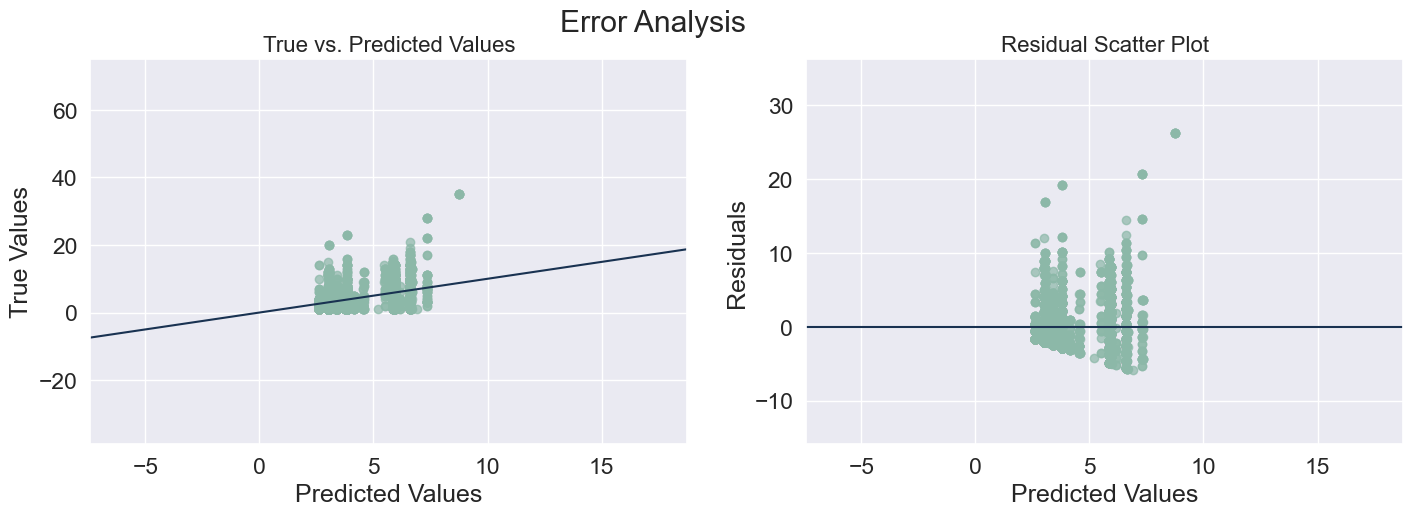 Error Analysis
True vs. Predicted Values
True Values
60
40
20
0
−20
−5
0
5
10
15
Predicted Values
Residual Scatter Plot
Residuals
30
20
10
0
−10
−5
0
5
10
15
Predicted Values